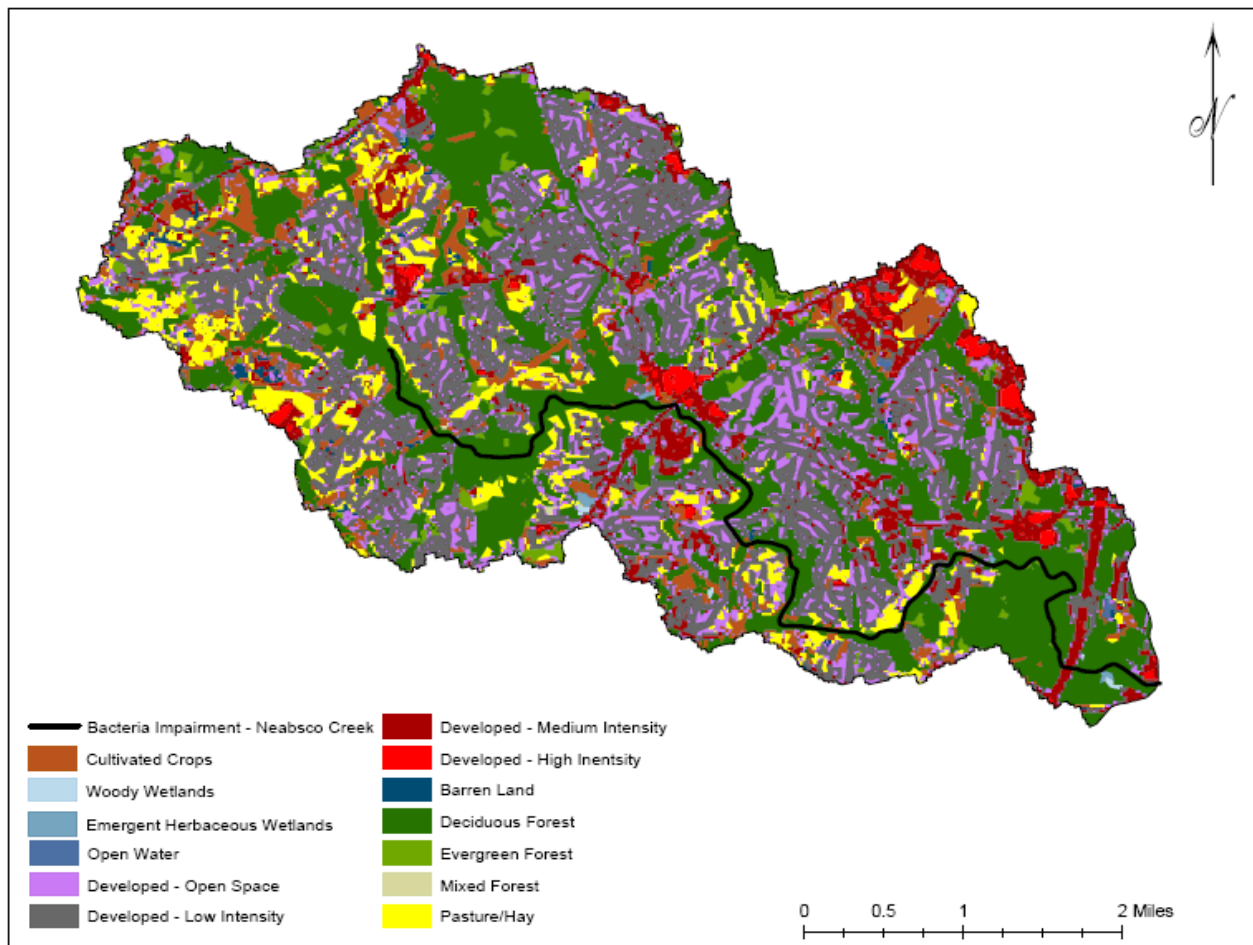 N
Bacteria Impairment - Neabsco Creek
Cultivated Crops
Woody Wetlands
Emergent Herbaceous Wetlands
Open Water
Developed - Open Space
Developed - Low Intensity
Developed - Medium Intensity
Developed - High Inentsity
Barren Land
Deciduous Forest
Evergreen Forest
Mixed Forest
Pasture/Hay
0 0.5 1 2 Miles